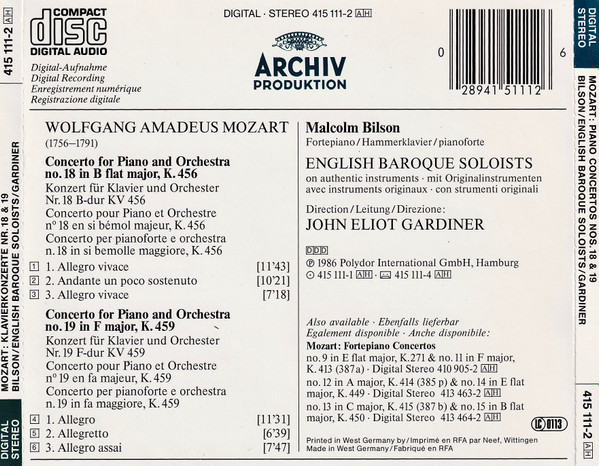 COMPACT
disc
DIGITAL AUDIO
Digital-Aufnahme
Digital Recording
Enregistrement numérique
Registrazione digitale
DIGITAL · STEREO 415 111-2 AH
ARCHIV
PRODUKTION
0
6
28941 51112
WOLFGANG AMADEUS MOZART
(1756–1791)
Concerto for Piano and Orchestra
no. 18 in B flat major, K. 456
Konzert für Klavier und Orchester
Nr. 18 B-dur KV 456
Concerto pour Piano et Orchestre
n° 18 en si bémol majeur, K. 456
Concerto per pianoforte e orchestra
n. 18 in si bemolle maggiore, K. 456
1 1. Allegro vivace [11'43]
2 2. Andante un poco sostenuto [10'21]
3 3. Allegro vivace [7'18]
Concerto for Piano and Orchestra
no. 19 in F major, K. 459
Konzert für Klavier und Orchester
Nr. 19 F-dur KV 459
Concerto pour Piano et Orchestre
n° 19 en fa majeur, K. 459
Concerto per pianoforte e orchestra
n. 19 in fa maggiore, K. 459
4 1. Allegro [11'31]
5 2. Allegretto [6'39]
6 3. Allegro assai [7'47]
Malcolm Bilson
Fortepiano / Hammerklavier / pianoforte
ENGLISH BAROQUE SOLOISTS
on authentic instruments · mit Originalinstrumenten
avec instruments originaux · con strumenti originali
Direction / Leitung / Direzione:
JOHN ELIOT GARDINER
DDD
℗ 1986 Polydor International GmbH, Hamburg
415 111-1 AH · 415 111-4 AH
Also available · Ebenfalls lieferbar
Egalement disponible · Anche disponibile:
Mozart: Fortepiano Concertos
no. 9 in E flat major, K. 271 & no. 11 in F major,
K. 413 (387a) · Digital Stereo 410 905-2 AH
no. 12 in A major, K. 414 (385 p) & no. 14 in E flat
major, K. 449 · Digital Stereo 413 463-2 AH
no. 13 in C major, K. 415 (387 b) & no. 15 in B flat
major, K. 450 · Digital Stereo 413 464-2 AH
LC 0113
Printed in West Germany by / Imprimé en RFA par Neef, Wittingen
Made in West Germany / Fabriqué en RFA
415 111-2 AH
MOZART: KLAVIERKONZERTE NR. 18 & 19
BILSON/ENGLISH BAROQUE SOLOISTS/GARDINER
DIGITAL
STEREO
DIGITAL
STEREO
MOZART: PIANO CONCERTOS NOS. 18 & 19
BILSON/ENGLISH BAROQUE SOLOISTS/GARDINER
415 111-2 AH